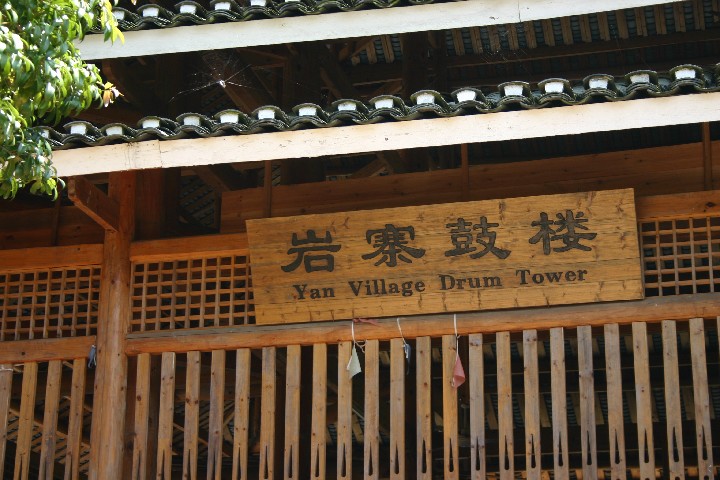 岩寨鼓楼
Yan Village Drum Tower